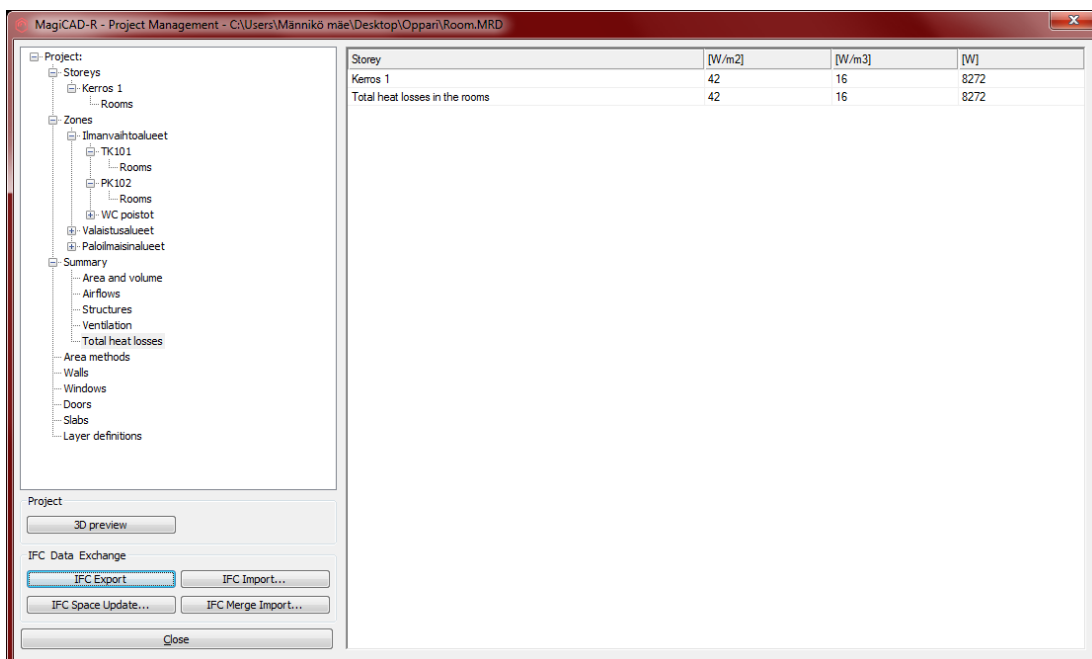 MagiCAD-R - Project Management - C:\Users\Männikö mäe\Desktop\Oppari\Room.MRD
Project:
Storeys
Kerros 1
Rooms
Zones
Ilmanvaihtoalueet
TK101
Rooms
PK102
Rooms
WC poistot
Valaistusalueet
Paloilmaisinalueet
Summary
Area and volume
Airflows
Structures
Ventilation
Total heat losses
Area methods
Walls
Windows
Doors
Slabs
Layer definitions
Storey [W/m2] [W/m3] [W]
Kerros 1 42 16 8272
Total heat losses in the rooms 42 16 8272
Project
3D preview
IFC Data Exchange
IFC Export IFC Import...
IFC Space Update... IFC Merge Import...
Close